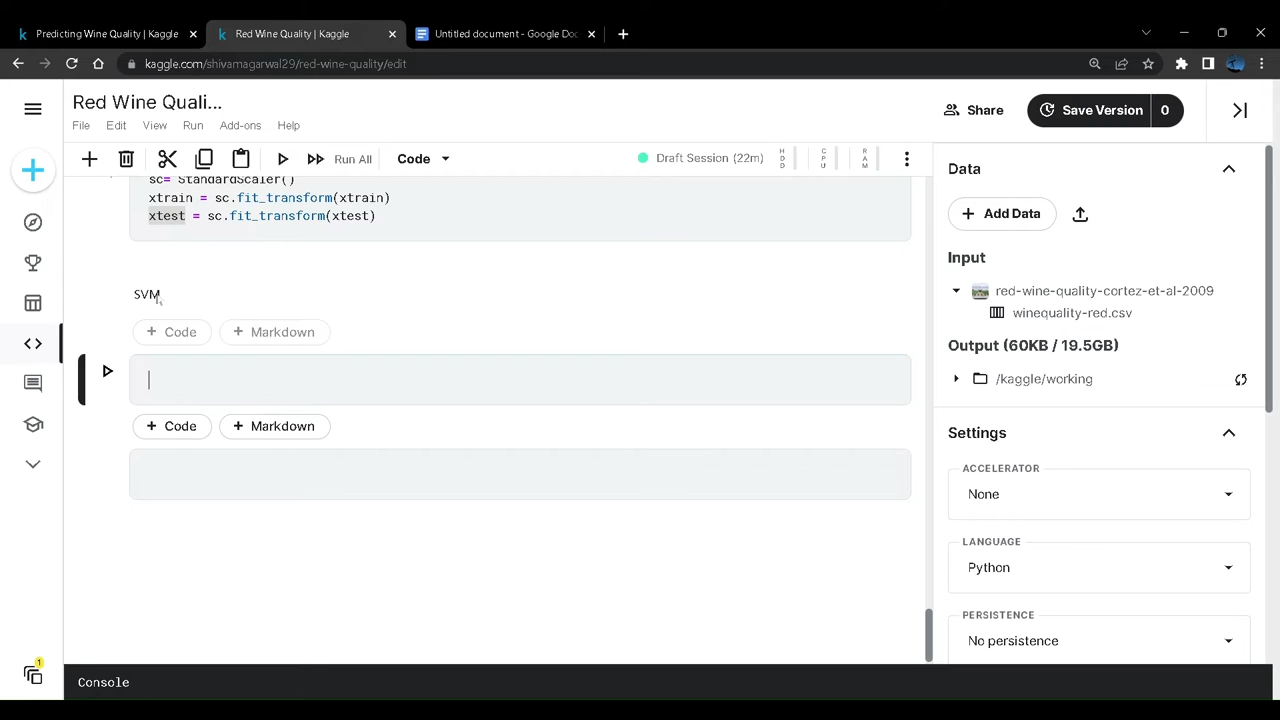 Predicting Wine Quality | Kaggle
Red Wine Quality | Kaggle
Untitled document - Google Doc
kaggle.com/shivamagarwal29/red-wine-quality/edit
Red Wine Quali...
File Edit View Run Add-ons Help
Share
Save Version 0
Run All
Code
Draft Session (22m)
HDD
CPU
RAM
sc= StandardScaler()
xtrain = sc.fit_transform(xtrain)
xtest = sc.fit_transform(xtest)
SVM
+ Code + Markdown
+ Code + Markdown
Data
+ Add Data
Input
red-wine-quality-cortez-et-al-2009
winequality-red.csv
Output (60KB / 19.5GB)
/kaggle/working
Settings
ACCELERATOR
None
LANGUAGE
Python
PERSISTENCE
No persistence
1
Console